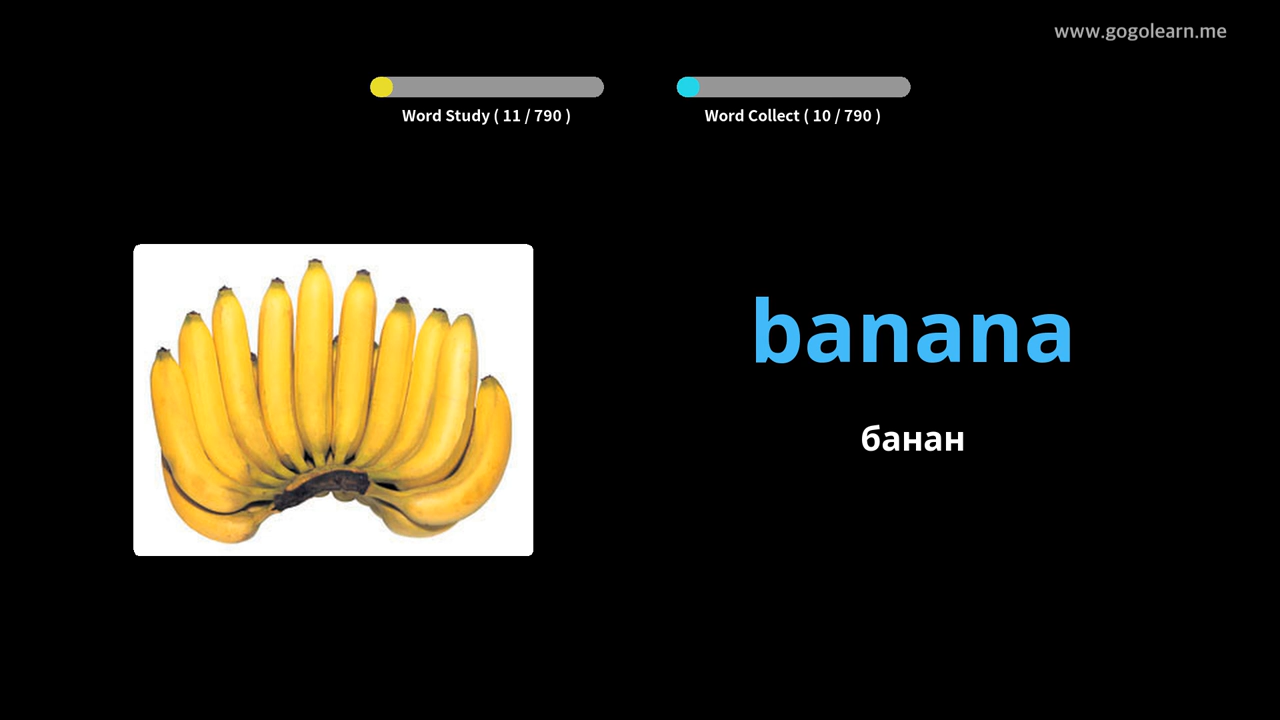 www.gogolearn.me
Word Study ( 11 / 790 )
Word Collect ( 10 / 790 )
banana
банан